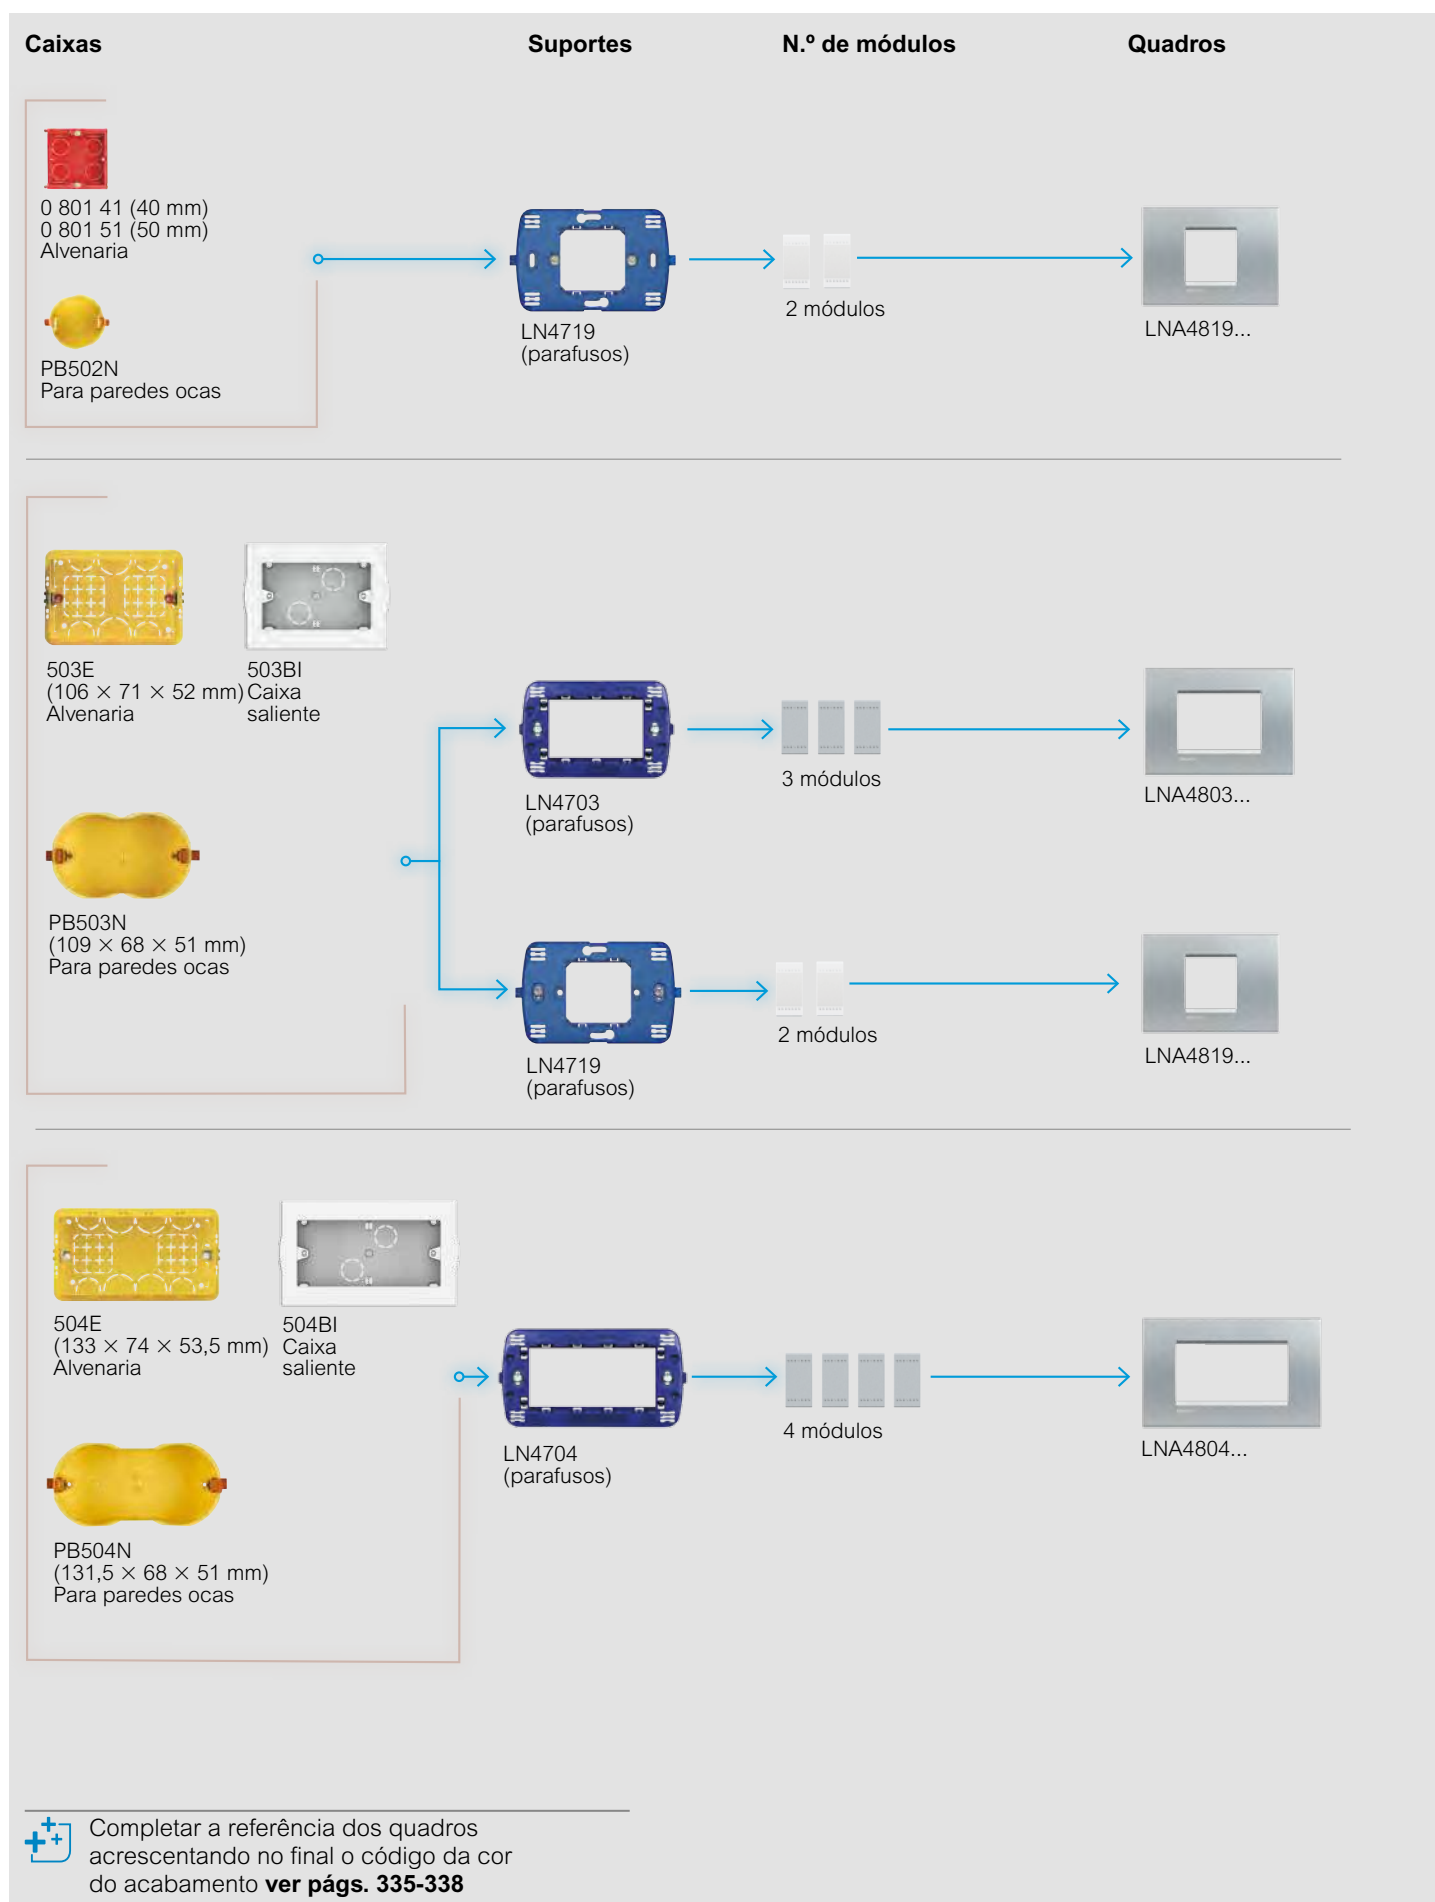 Caixas
Suportes
N.º de módulos
Quadros
0 801 41 (40 mm)
0 801 51 (50 mm)
Alvenaria
PB502N
Para paredes ocas
LN4719
(parafusos)
2 módulos
LNA4819...
503E
(106 × 71 × 52 mm)
Alvenaria
503BI
Caixa
saliente
PB503N
(109 × 68 × 51 mm)
Para paredes ocas
LN4703
(parafusos)
3 módulos
LNA4803...
LN4719
(parafusos)
2 módulos
LNA4819...
504E
(133 × 74 × 53,5 mm)
Alvenaria
504BI
Caixa
saliente
PB504N
(131,5 × 68 × 51 mm)
Para paredes ocas
LN4704
(parafusos)
4 módulos
LNA4804...
Completar a referência dos quadros
acrescentando no final o código da cor
do acabamento ver págs. 335-338